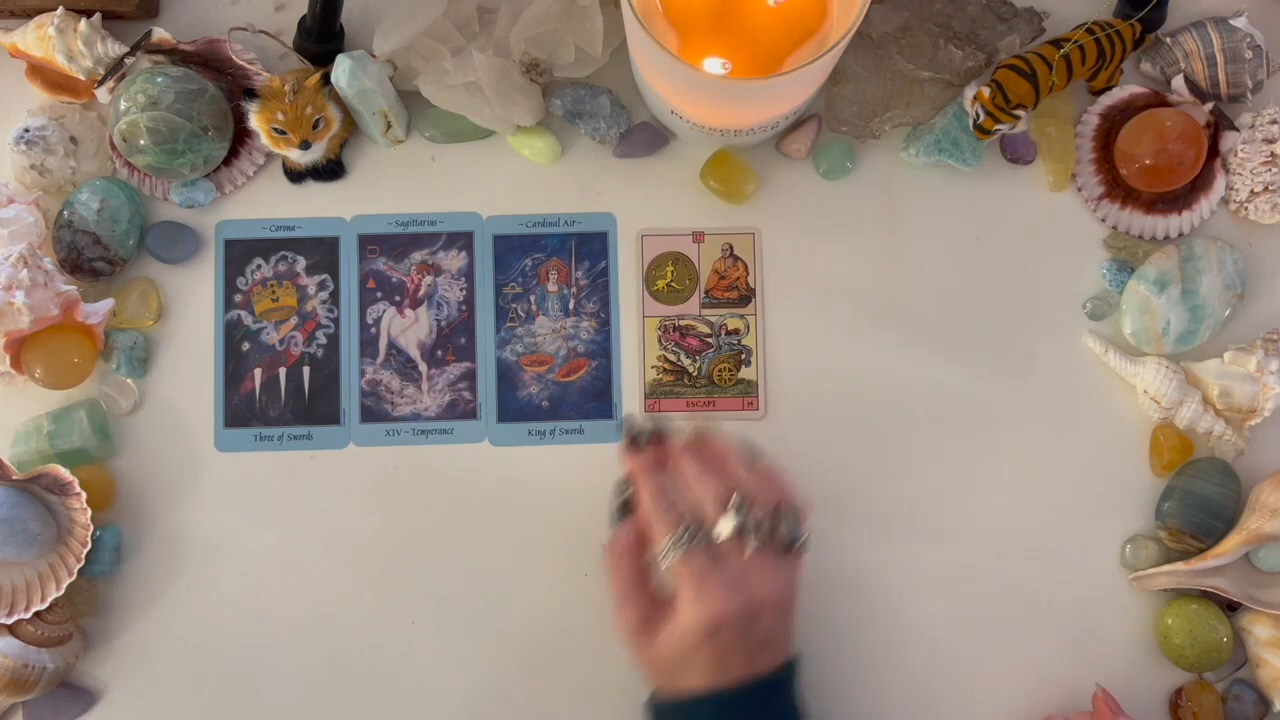 ~ Corona ~
Three of Swords
~ Sagittarius ~
XIV ~ Temperance
~ Cardinal Air ~
King of Swords
12
ESCAPE